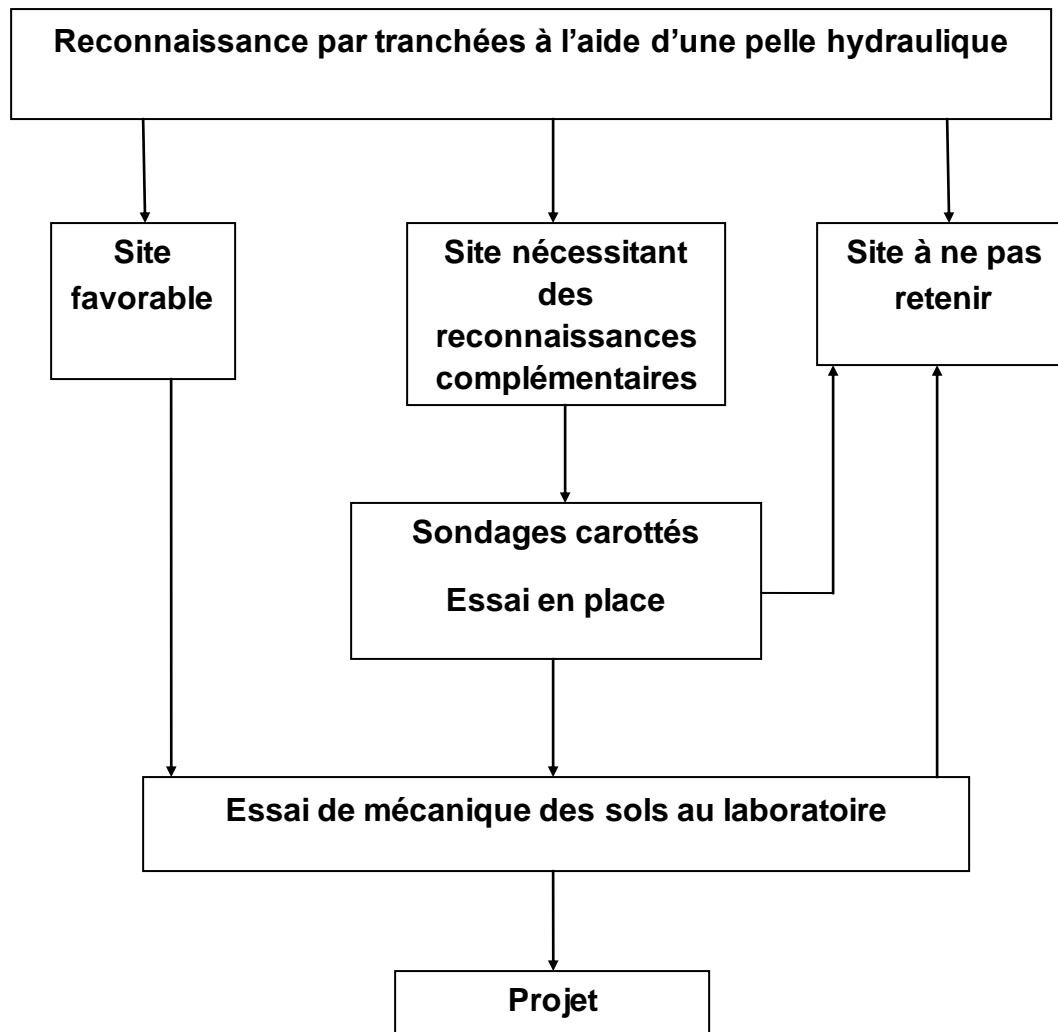 Reconnaissance par tranchées à l’aide d’une pelle hydraulique
Site
favorable
Site nécessitant
des
reconnaissances
complémentaires
Site à ne pas
retenir
Sondages carottés
Essai en place
Essai de mécanique des sols au laboratoire
Projet